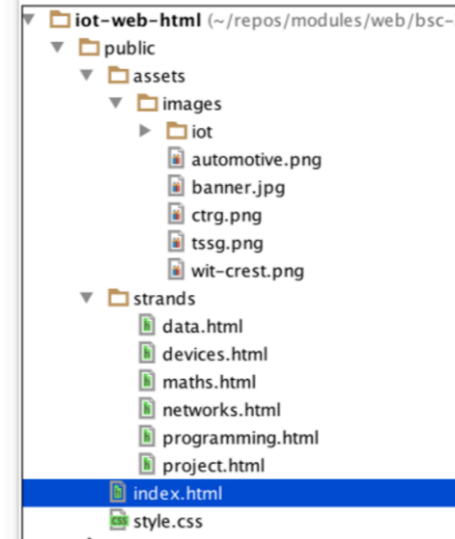 iot-web-html (~/repos/modules/web/bsc-
public
assets
images
iot
automotive.png
banner.jpg
ctrg.png
tssg.png
wit-crest.png
strands
data.html
devices.html
maths.html
networks.html
programming.html
project.html
index.html
css style.css